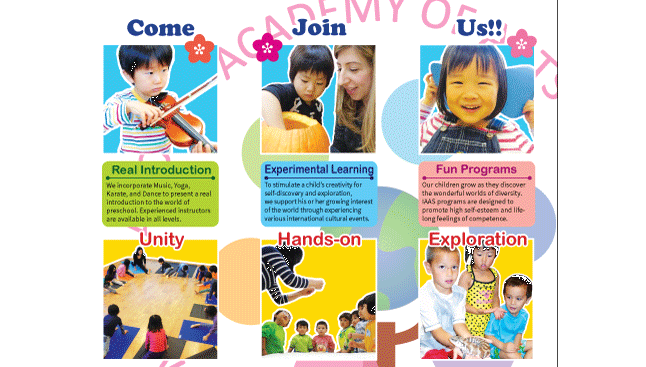 ACADEMY OF
Come
Join
Us!!
Real Introduction
We incorporate Music, Yoga,
Karate, and Dance to present a real
introduction to the world of
preschool. Experienced instructors
are available in all levels.
Experimental Learning
To stimulate a child's creativity for
self-discovery and exploration,
we support his or her growing interest
of the world through experiencing
various international cultural events.
Fun Programs
Our children grow as they discover
the wonderful worlds of diversity.
IAAS programs are designed to
promote high self-esteem and life-
long feelings of competence.
Unity
Hands-on
Exploration